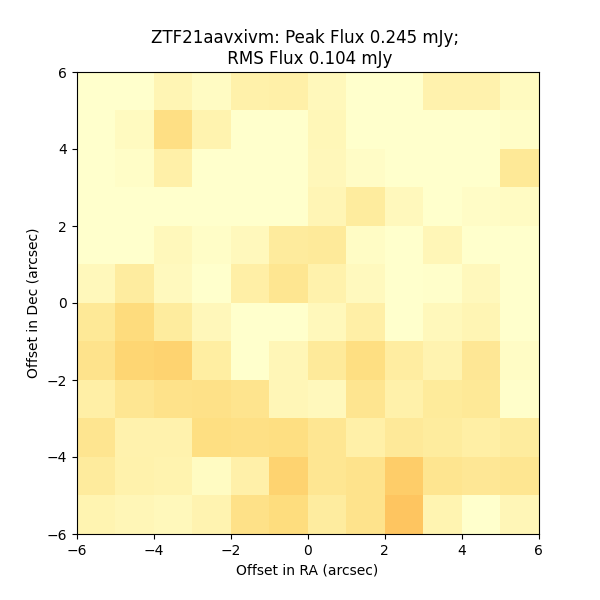 ZTF21aavxivm: Peak Flux 0.245 mJy;
RMS Flux 0.104 mJy
6
4
2
0
−2
−4
−6
Offset in Dec (arcsec)
−6 −4 −2 0 2 4 6
Offset in RA (arcsec)